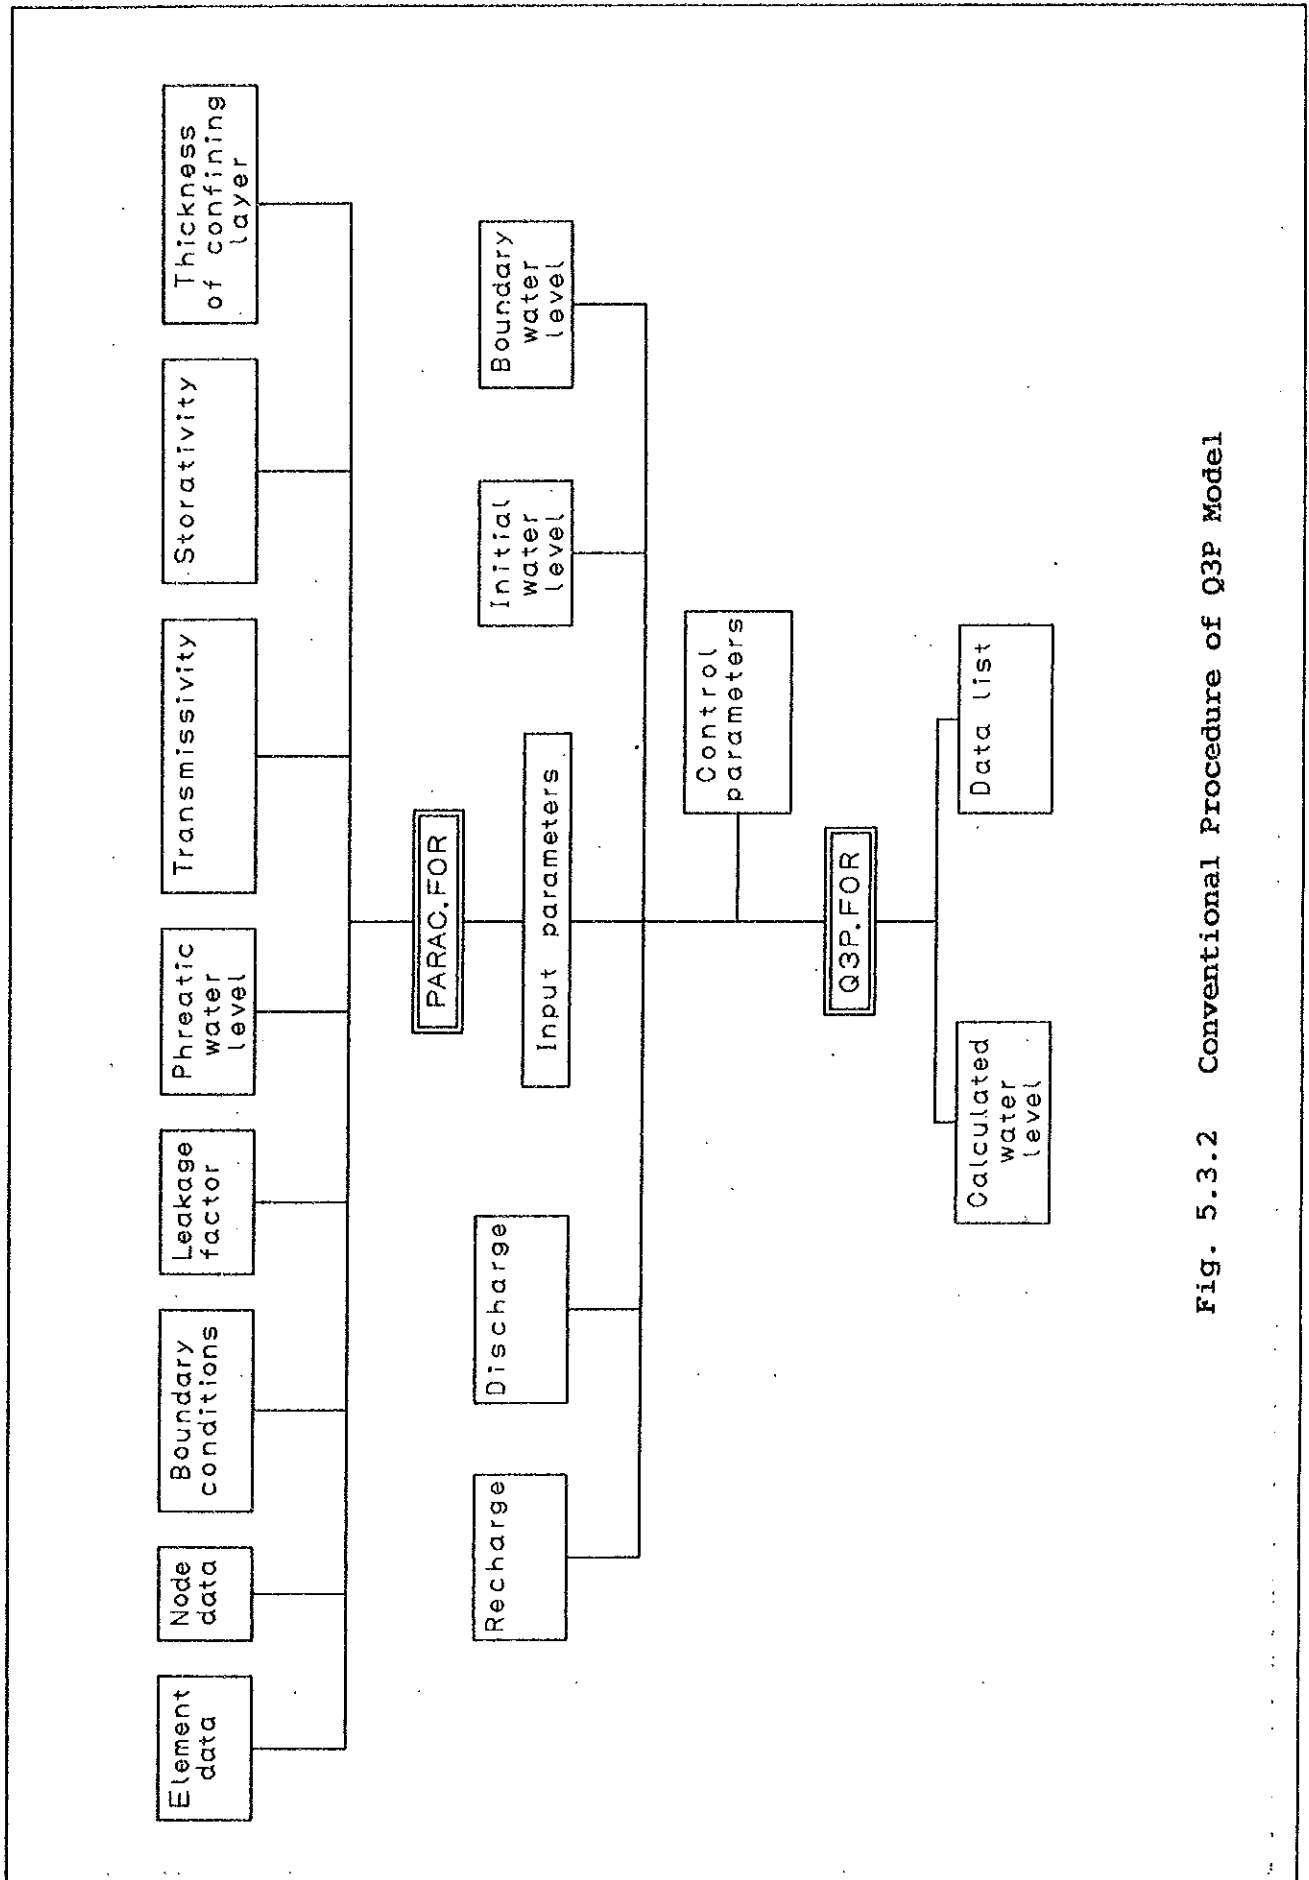 Element
data
Node
data
Boundary
conditions
Leakage
factor
Phreatic
water
level
Transmissivity
Storativity
Thickness
of confining
layer
PARAC.FOR
Input parameters
Recharge
Discharge
Initial
water
level
Boundary
water
level
Control
parameters
Q3P.FOR
Calculated
water
level
Data list
Fig. 5.3.2 Conventional Procedure of Q3P Model